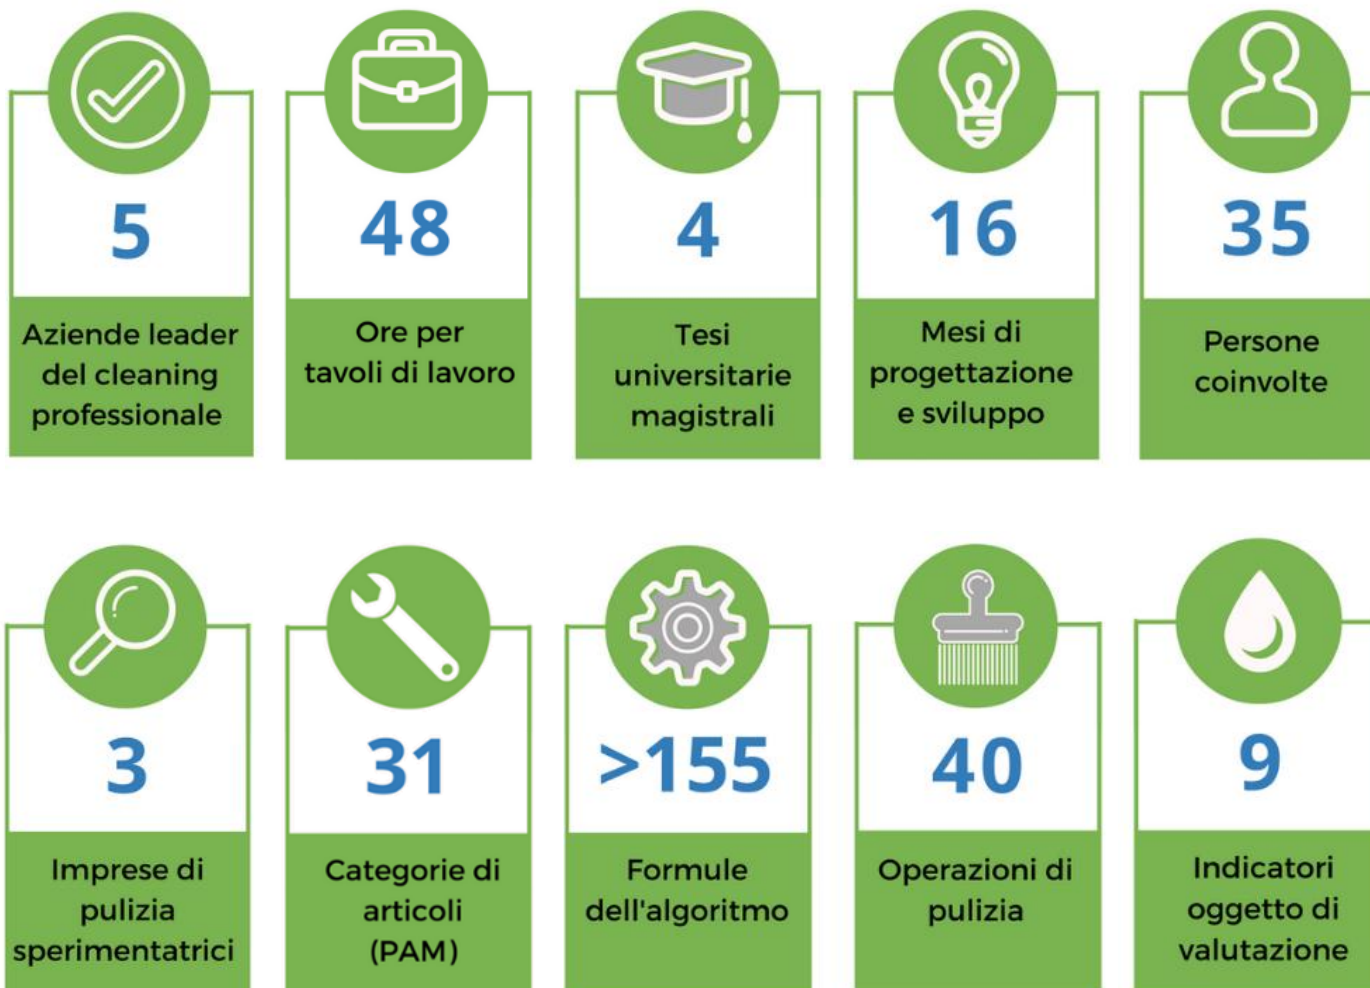 5
Aziende leader
del cleaning
professionale
48
Ore per
tavoli di lavoro
4
Tesi
universitarie
magistrali
16
Mesi di
progettazione
e sviluppo
35
Persone
coinvolte
3
Imprese di
pulizia
sperimentatrici
31
Categorie di
articoli
(PAM)
>155
Formule
dell'algoritmo
40
Operazioni di
pulizia
9
Indicatori
oggetto di
valutazione